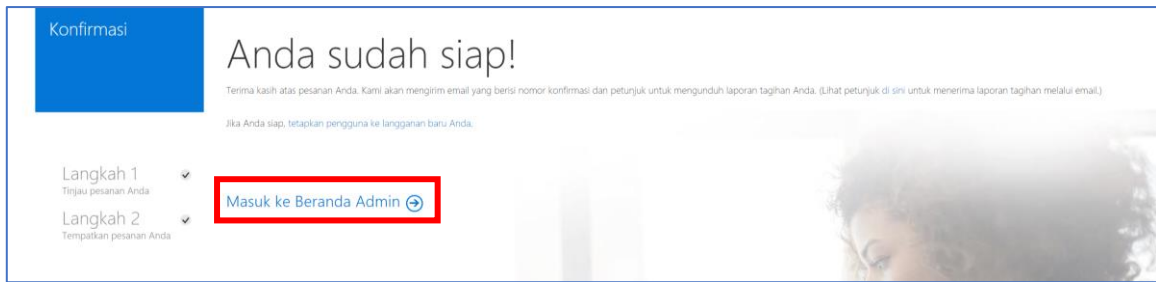 Konfirmasi
Anda sudah siap!
Terima kasih atas pesanan Anda. Kami akan mengirim email yang berisi nomor konfirmasi dan petunjuk untuk mengunduh laporan tagihan Anda. (Lihat petunjuk di sini untuk menerima laporan tagihan melalui email.)
Jika Anda siap, tetapkan pengguna ke langganan baru Anda.
Langkah 1
Tinjau pesanan Anda
Langkah 2
Tempatkan pesanan Anda
Masuk ke Beranda Admin